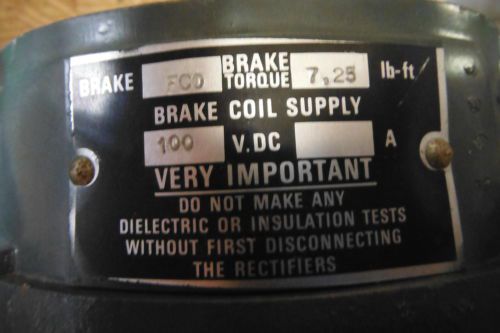 BRAKE FCO BRAKE TORQUE 7,25 lb-ft
BRAKE COIL SUPPLY
100 V.DC A
VERY IMPORTANT
DO NOT MAKE ANY
DIELECTRIC OR INSULATION TESTS
WITHOUT FIRST DISCONNECTING
THE RECTIFIERS